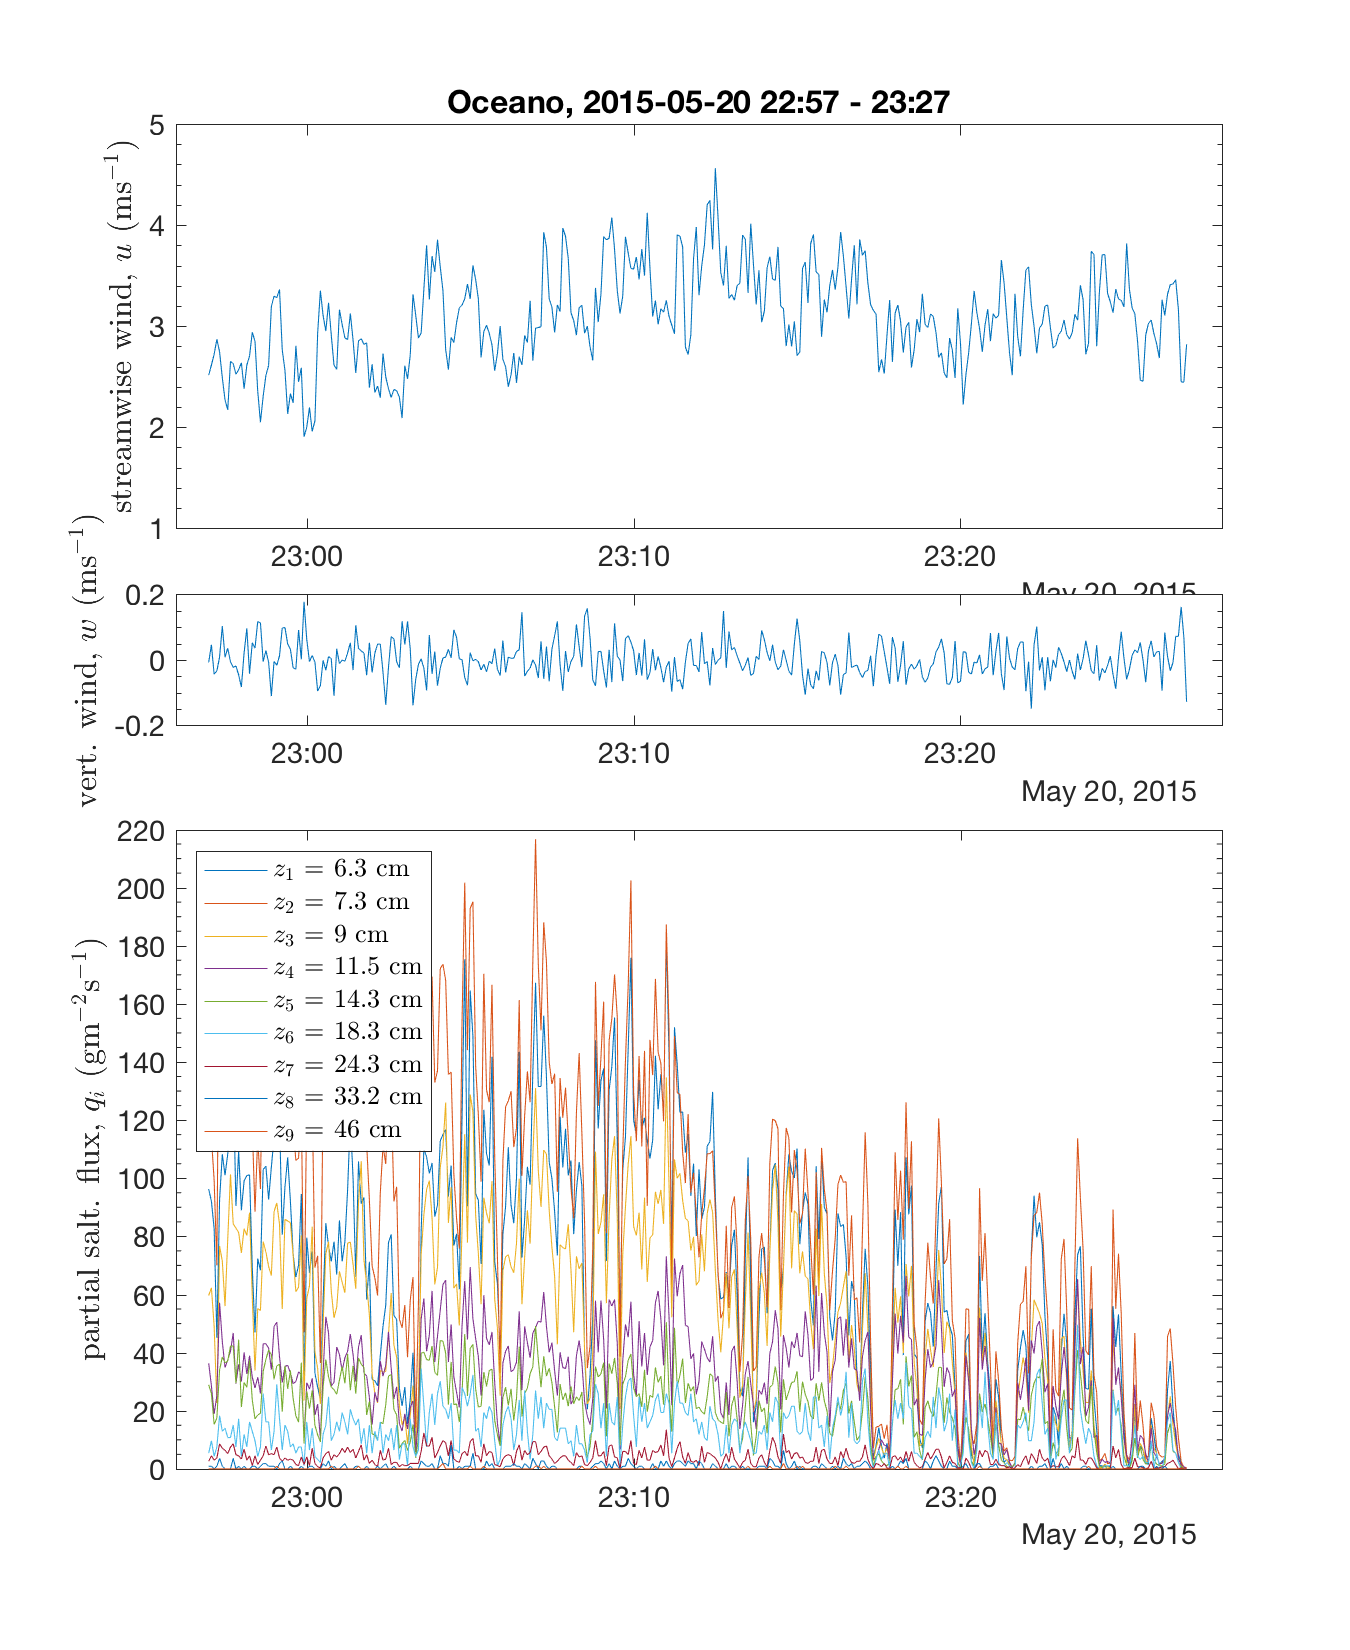 Oceano, 2015-05-20 22:57 - 23:27
streamwise wind, u (ms⁻¹)
5
4
3
2
1
23:00 23:10 23:20
May 20, 2015
vert. wind, w (ms⁻¹)
0.2
0
-0.2
23:00 23:10 23:20
May 20, 2015
partial salt. flux, qᵢ (gm⁻²s⁻¹)
220
200
180
160
140
120
100
80
60
40
20
0
z₁ = 6.3 cm
z₂ = 7.3 cm
z₃ = 9 cm
z₄ = 11.5 cm
z₅ = 14.3 cm
z₆ = 18.3 cm
z₇ = 24.3 cm
z₈ = 33.2 cm
z₉ = 46 cm
23:00 23:10 23:20
May 20, 2015